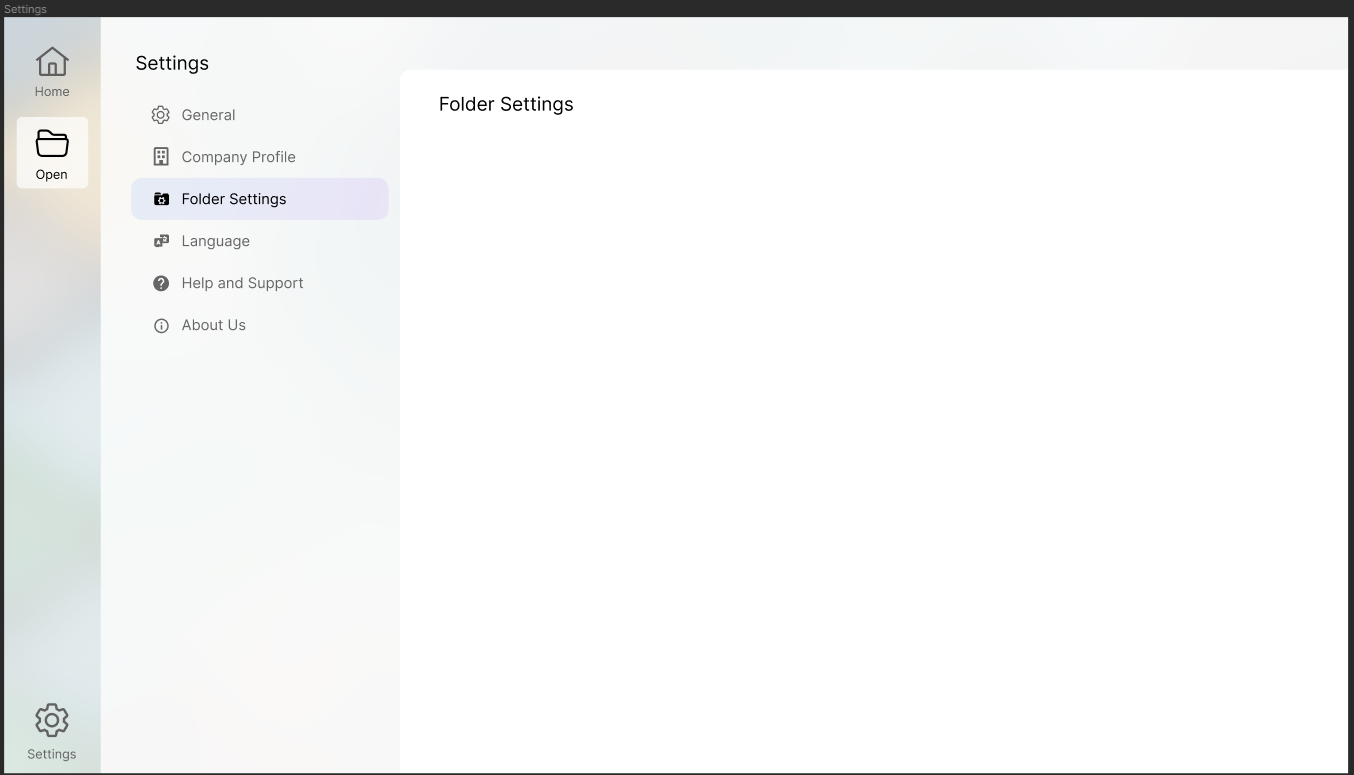 Settings
Home
Open
Settings
Settings
General
Company Profile
Folder Settings
Language
Help and Support
About Us
Folder Settings